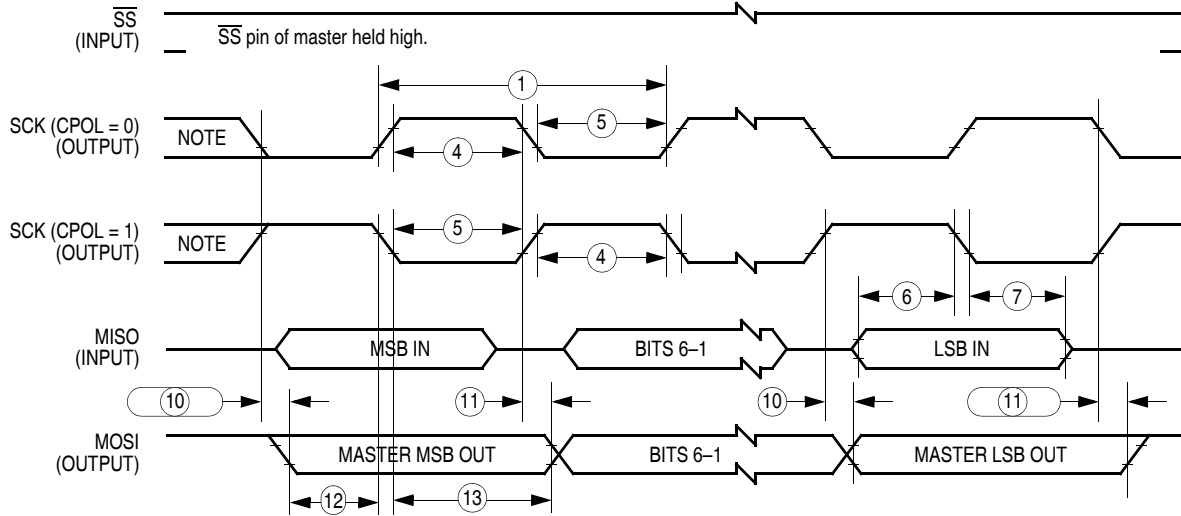 SS
(INPUT)
SS pin of master held high.
1
SCK (CPOL = 0)
(OUTPUT)
NOTE
5
4
SCK (CPOL = 1)
(OUTPUT)
NOTE
5
4
6
7
MISO
(INPUT)
MSB IN
BITS 6–1
LSB IN
10
11
10
11
MOSI
(OUTPUT)
MASTER MSB OUT
BITS 6–1
MASTER LSB OUT
12
13